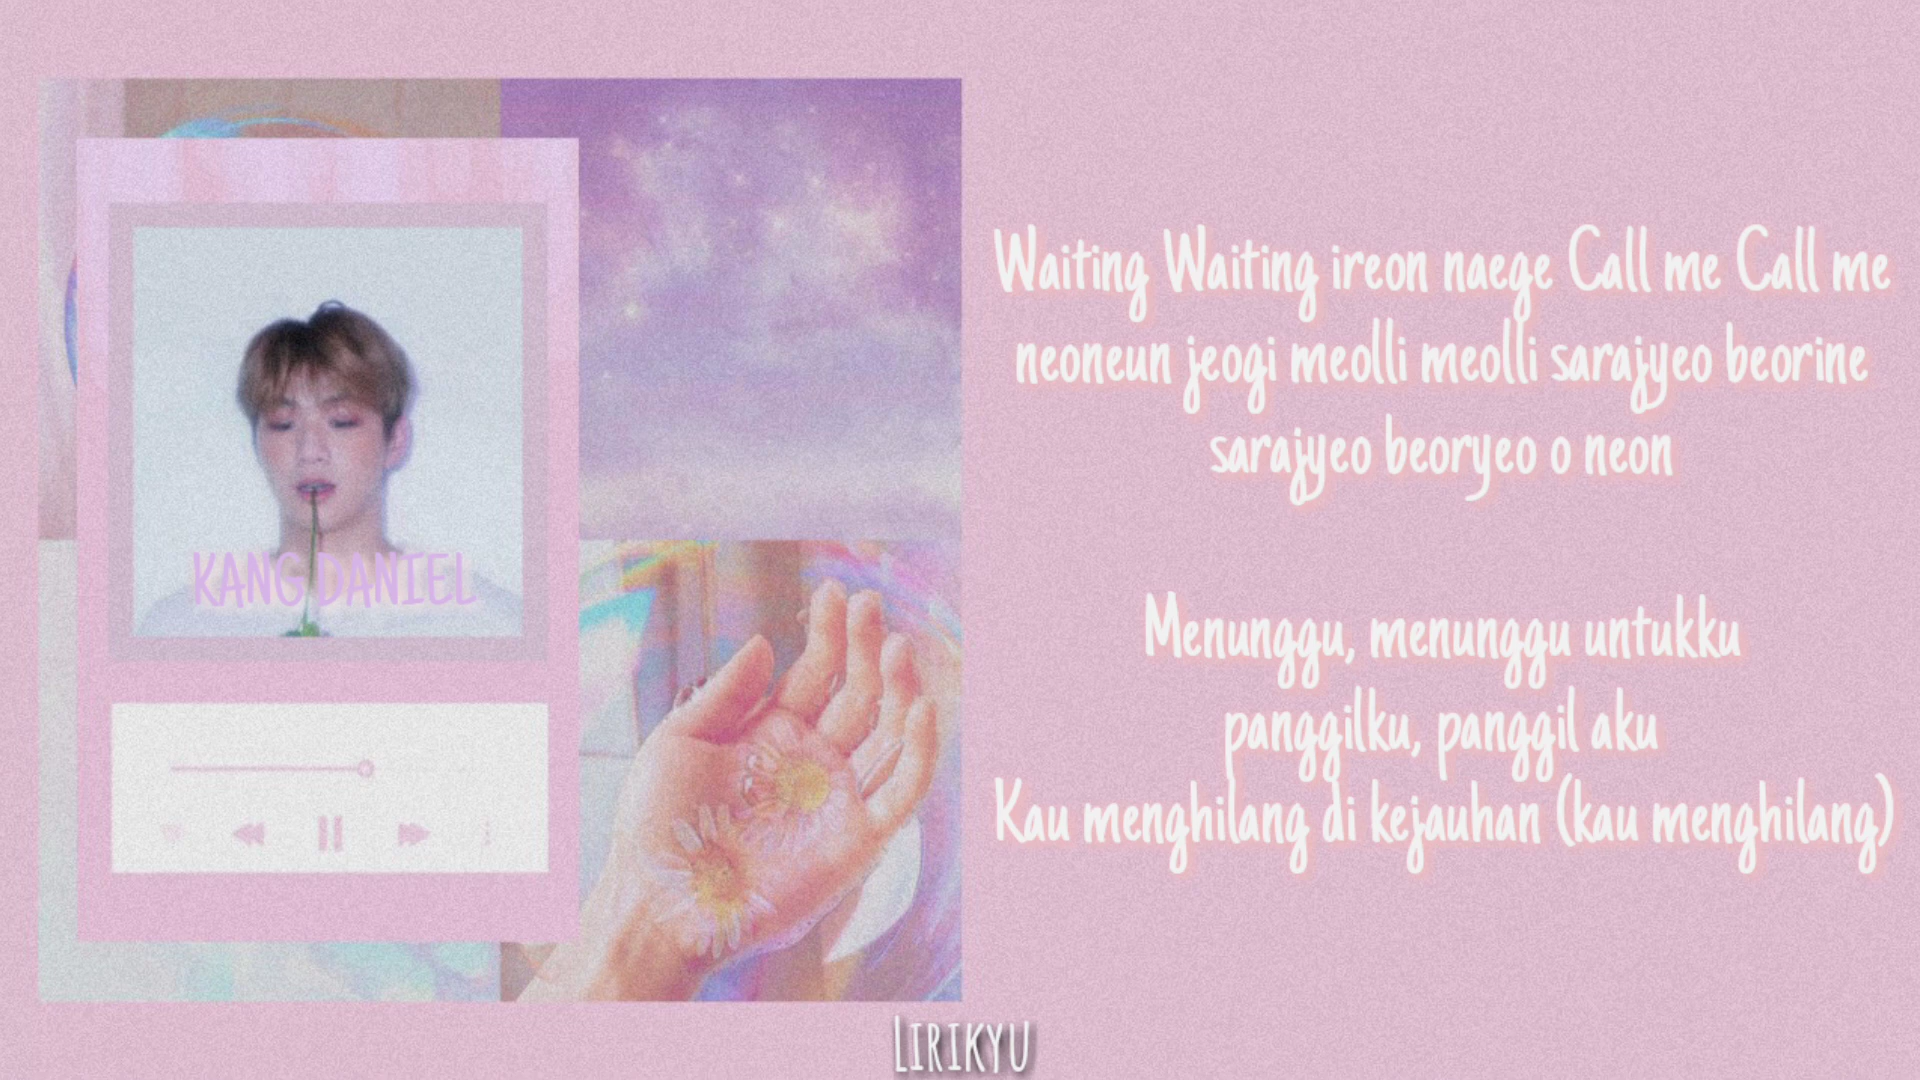 KANG DANIEL
Waiting Waiting ireon naege Call me Call me
neoneun jeogi meolli meolli sarajyeo beorine
sarajyeo beoryeo o neon
Menunggu, menunggu untukku
panggilku, panggil aku
Kau menghilang di kejauhan (kau menghilang)
LIRIKYU